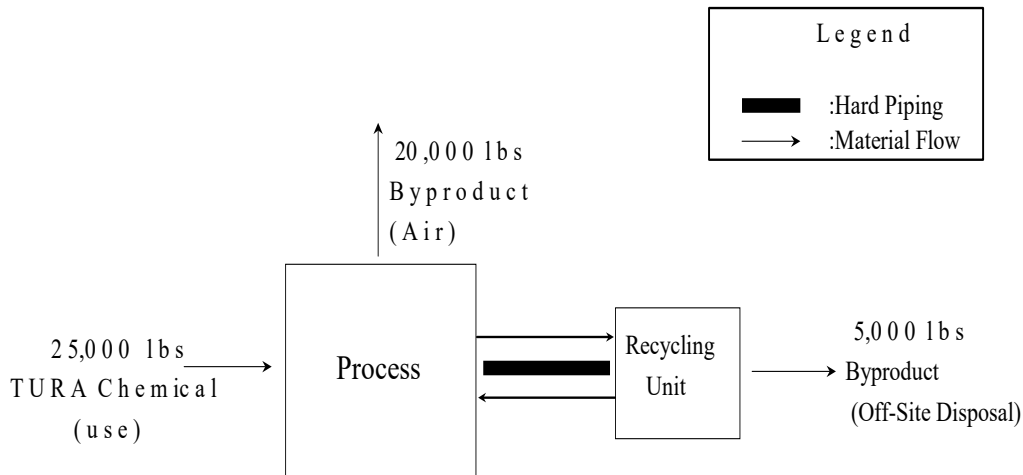 Legend
:Hard Piping
:Material Flow
20,000 lbs
Byproduct
(Air)
25,000 lbs
TURA Chemical
(use)
Process
Recycling
Unit
5,000 lbs
Byproduct
(Off-Site Disposal)